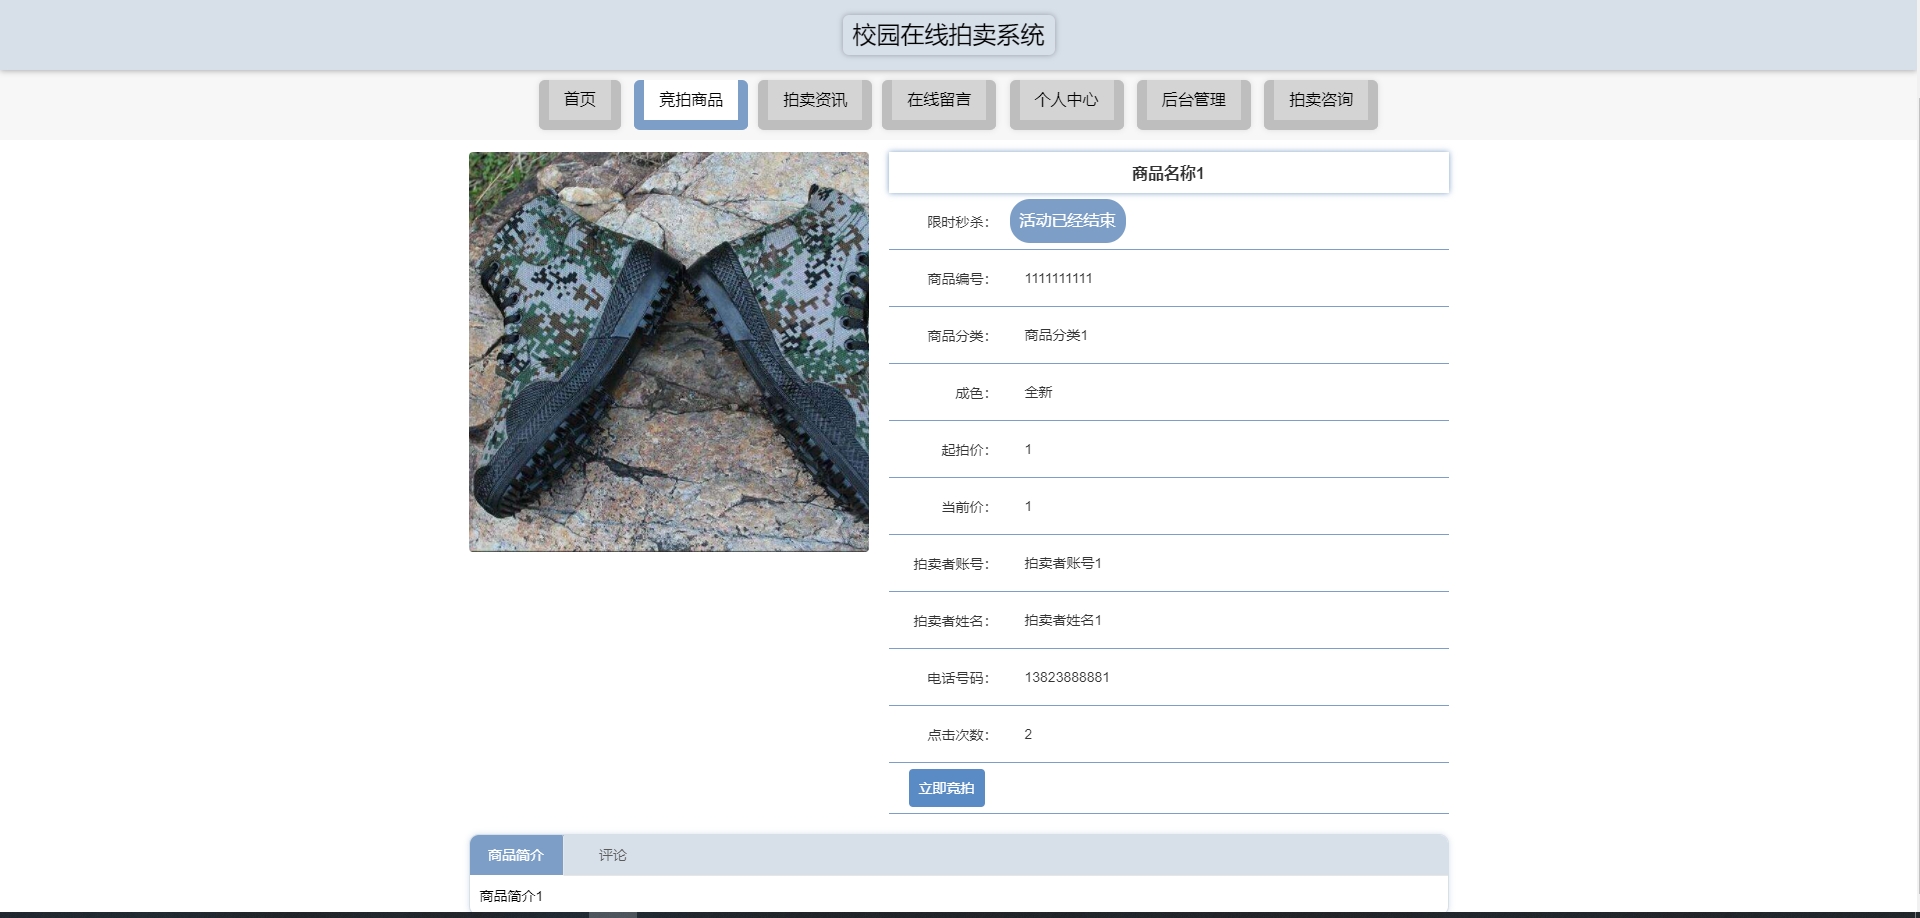 校园在线拍卖系统
首页 竞拍商品 拍卖资讯 在线留言 个人中心 后台管理 拍卖咨询
商品名称1
限时秒杀: 活动已经结束
商品编号: 1111111111
商品分类: 商品分类1
成色: 全新
起拍价: 1
当前价: 1
拍卖者账号: 拍卖者账号1
拍卖者姓名: 拍卖者姓名1
电话号码: 13823888881
点击次数: 2
立即竞拍
商品简介 评论
商品简介1